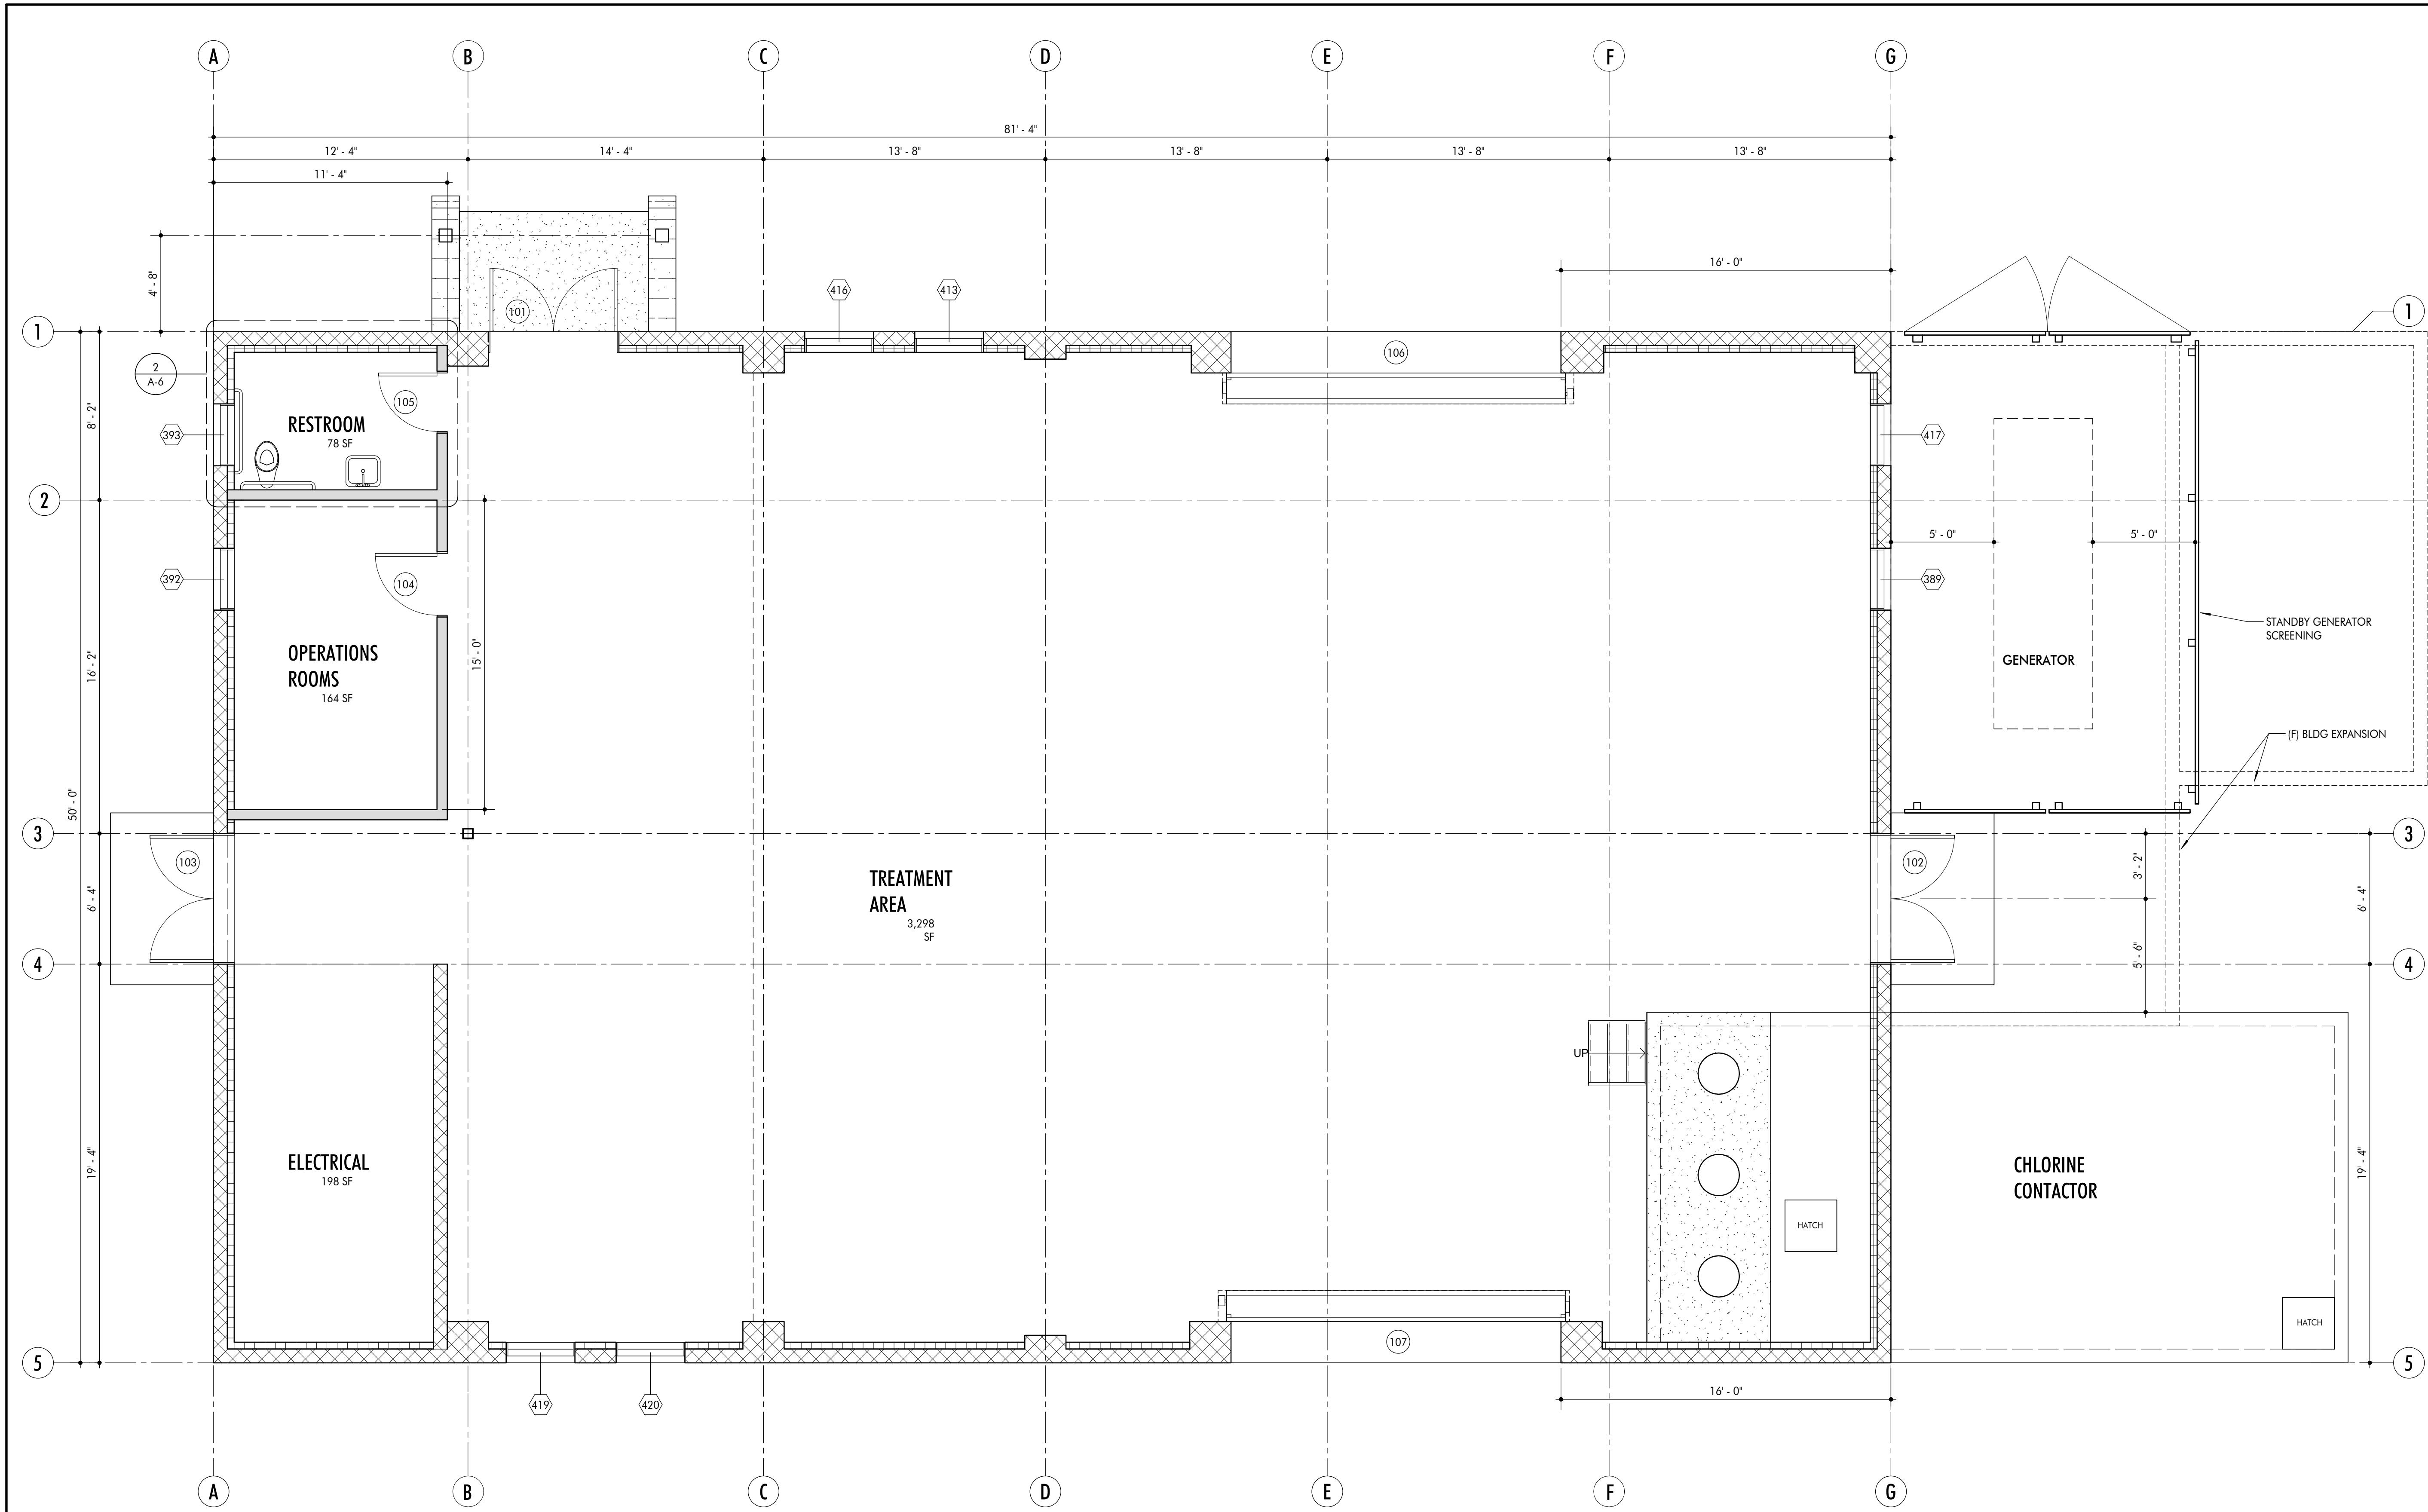 A B C D E F G
81' - 4"
12' - 4" 14' - 4" 13' - 8" 13' - 8" 13' - 8" 13' - 8"
11' - 4"
16' - 0"
4' - 8"
416 413
101
1 1
106
2
A-6
105
8' - 2"
RESTROOM
78 SF
393
417
2
5' - 0" 5' - 0"
392
104
389
STANDBY GENERATOR
SCREENING
15' - 0"
16' - 2"
OPERATIONS
ROOMS
164 SF
GENERATOR
(F) BLDG EXPANSION
50' - 0"
3 3
103
102
3' - 2"
TREATMENT
AREA
3,298
SF
6' - 4"
6' - 4"
5' - 6"
4 4
UP
ELECTRICAL
198 SF
19' - 4"
CHLORINE
CONTACTOR
19' - 4"
HATCH
HATCH
107
5 5
16' - 0"
419 420
A B C D E F G